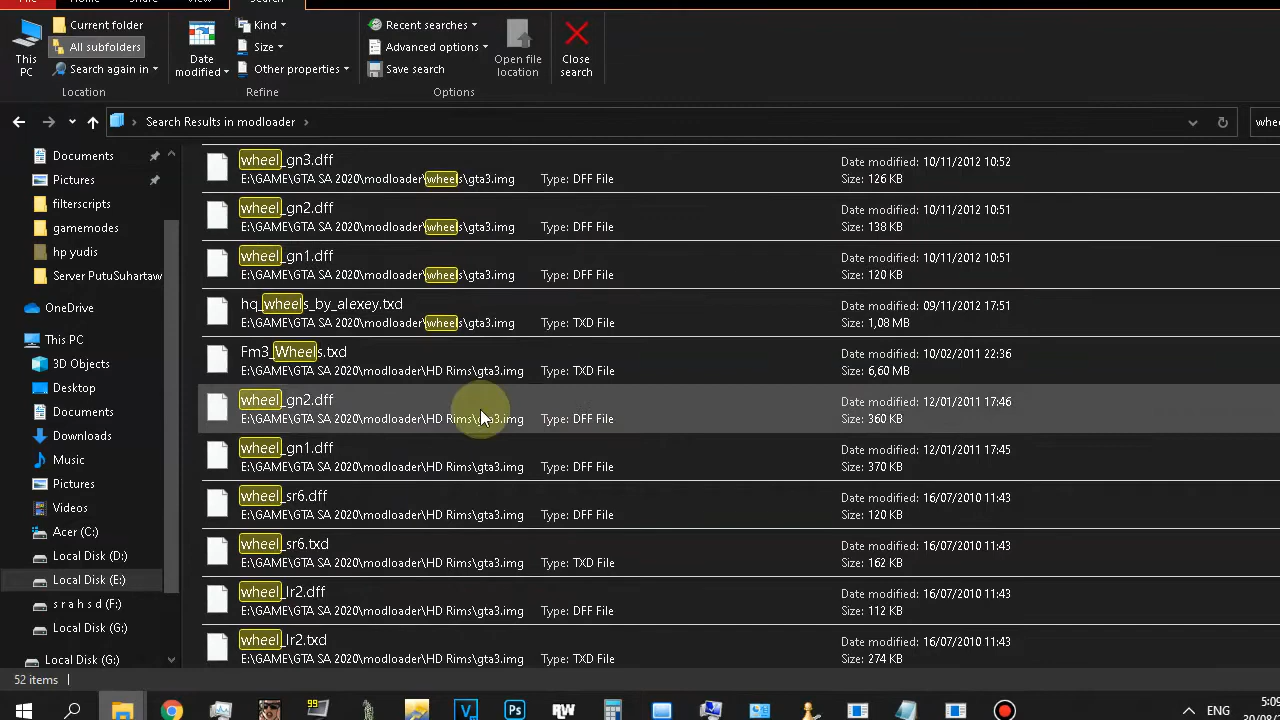 File Home Share View Search
Current folder
All subfolders
Search again in
This PC
Location
Date modified
Kind
Size
Other properties
Refine
Recent searches
Advanced options
Save search
Open file location
Options
Close search
Search Results in modloader
whee
Documents
Pictures
filterscripts
gamemodes
hp yudis
Server PutuSuhartaw
OneDrive
This PC
3D Objects
Desktop
Documents
Downloads
Music
Pictures
Videos
Acer (C:)
Local Disk (D:)
Local Disk (E:)
s r a h s d (F:)
Local Disk (G:)
Local Disk (G:)
wheel_gn3.dff Date modified: 10/11/2012 10:52
E:\GAME\GTA SA 2020\modloader\wheels\gta3.img Type: DFF File Size: 126 KB
wheel_gn2.dff Date modified: 10/11/2012 10:51
E:\GAME\GTA SA 2020\modloader\wheels\gta3.img Type: DFF File Size: 138 KB
wheel_gn1.dff Date modified: 10/11/2012 10:51
E:\GAME\GTA SA 2020\modloader\wheels\gta3.img Type: DFF File Size: 120 KB
hq_wheels_by_alexey.txd Date modified: 09/11/2012 17:51
E:\GAME\GTA SA 2020\modloader\wheels\gta3.img Type: TXD File Size: 1,08 MB
Fm3_Wheels.txd Date modified: 10/02/2011 22:36
E:\GAME\GTA SA 2020\modloader\HD Rims\gta3.img Type: TXD File Size: 6,60 MB
wheel_gn2.dff Date modified: 12/01/2011 17:46
E:\GAME\GTA SA 2020\modloader\HD Rims\gta3.img Type: DFF File Size: 360 KB
wheel_gn1.dff Date modified: 12/01/2011 17:45
E:\GAME\GTA SA 2020\modloader\HD Rims\gta3.img Type: DFF File Size: 370 KB
wheel_sr6.dff Date modified: 16/07/2010 11:43
E:\GAME\GTA SA 2020\modloader\HD Rims\gta3.img Type: DFF File Size: 120 KB
wheel_sr6.txd Date modified: 16/07/2010 11:43
E:\GAME\GTA SA 2020\modloader\HD Rims\gta3.img Type: TXD File Size: 162 KB
wheel_lr2.dff Date modified: 16/07/2010 11:43
E:\GAME\GTA SA 2020\modloader\HD Rims\gta3.img Type: DFF File Size: 112 KB
wheel_lr2.txd Date modified: 16/07/2010 11:43
E:\GAME\GTA SA 2020\modloader\HD Rims\gta3.img Type: TXD File Size: 274 KB
52 items
99
V
Ps
RW
ENG
5:0